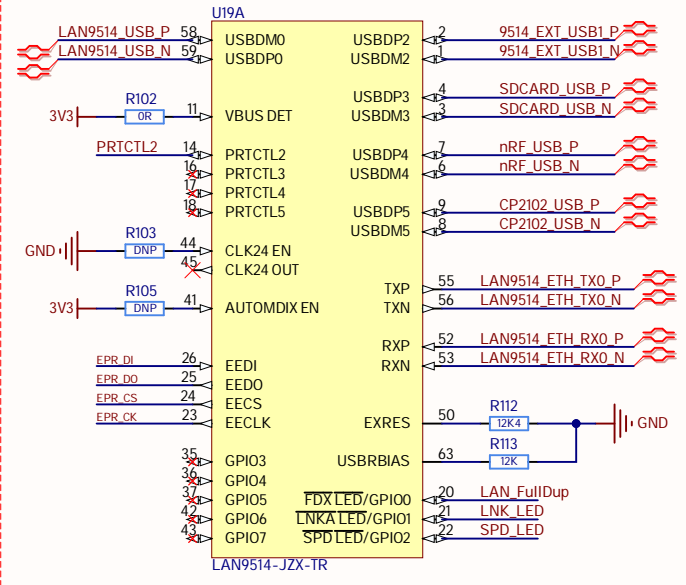 U19A
LAN9514_USB_P 58 USBDM0 USBDP2 2 9514_EXT_USB1_P
LAN9514_USB_N 59 USBDP0 USBDM2 1 9514_EXT_USB1_N
USBDP3 4 SDCARD_USB_P
R102
3V3 0R 11 VBUS DET USBDM3 3 SDCARD_USB_N
PRTCTL2 14 PRTCTL2 USBDP4 7 nRF_USB_P
16 PRTCTL3 USBDM4 6 nRF_USB_N
17 PRTCTL4
18 PRTCTL5 USBDP5 9 CP2102_USB_P
USBDM5 8 CP2102_USB_N
R103
GND DNP 44 CLK24 EN
45 CLK24 OUT
TXP 55 LAN9514_ETH_TX0_P
R105
3V3 DNP 41 AUTOMDIX EN TXN 56 LAN9514_ETH_TX0_N
RXP 52 LAN9514_ETH_RX0_P
EPR_DI 26 EEDI RXN 53 LAN9514_ETH_RX0_N
EPR_DO 25 EEDO
EPR_CS 24 EECS
R112
EPR_CK 23 EECLK EXRES 50 12K4 GND
R113
35 GPIO3 USBRBIAS 63 12K
36 GPIO4
37 GPIO5 FDX LED/GPIO0 20 LAN_FullDup
42 GPIO6 LNKA LED/GPIO1 21 LNK_LED
43 GPIO7 SPD LED/GPIO2 22 SPD_LED
LAN9514-JZX-TR